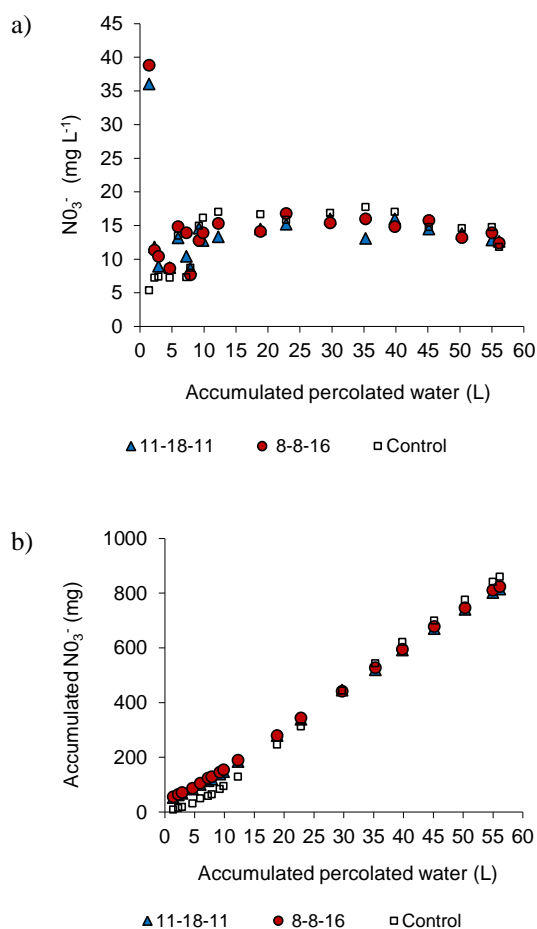 a)
45
40
35
30
25
20
15
10
5
0
N0₃⁻ (mg L⁻¹)
0 5 10 15 20 25 30 35 40 45 50 55 60
Accumulated percolated water (L)
11-18-11 8-8-16 Control
b)
1000
800
600
400
200
0
Accumulated N0₃⁻ (mg)
0 5 10 15 20 25 30 35 40 45 50 55 60
Accumulated percolated water (L)
11-18-11 8-8-16 Control